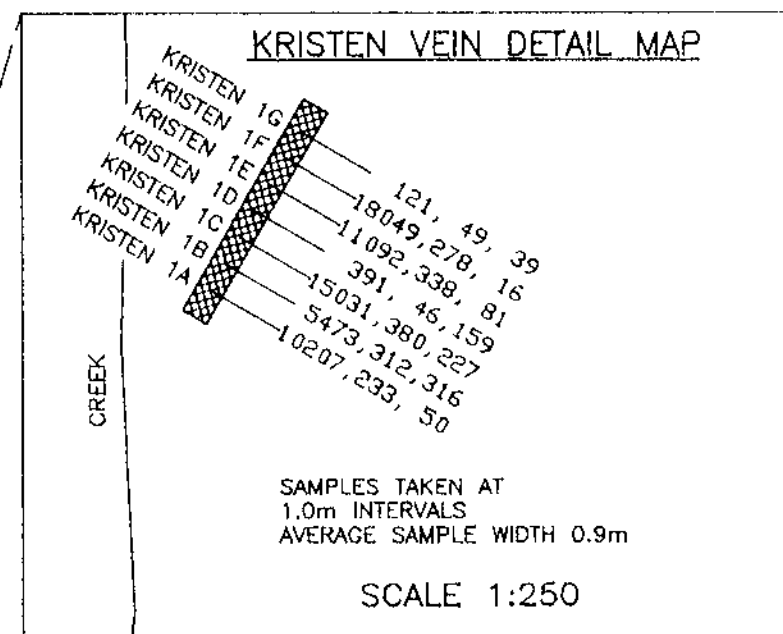 KRISTEN VEIN DETAIL MAP
KRISTEN 1G
KRISTEN 1F
KRISTEN 1E
KRISTEN 1D
KRISTEN 1C
KRISTEN 1B
KRISTEN 1A
121, 49, 39
18049,278, 16
11092,338, 81
391, 46,159
15031,380,227
5473,312,316
10207,233, 50
CREEK
SAMPLES TAKEN AT
1.0m INTERVALS
AVERAGE SAMPLE WIDTH 0.9m
SCALE 1:250